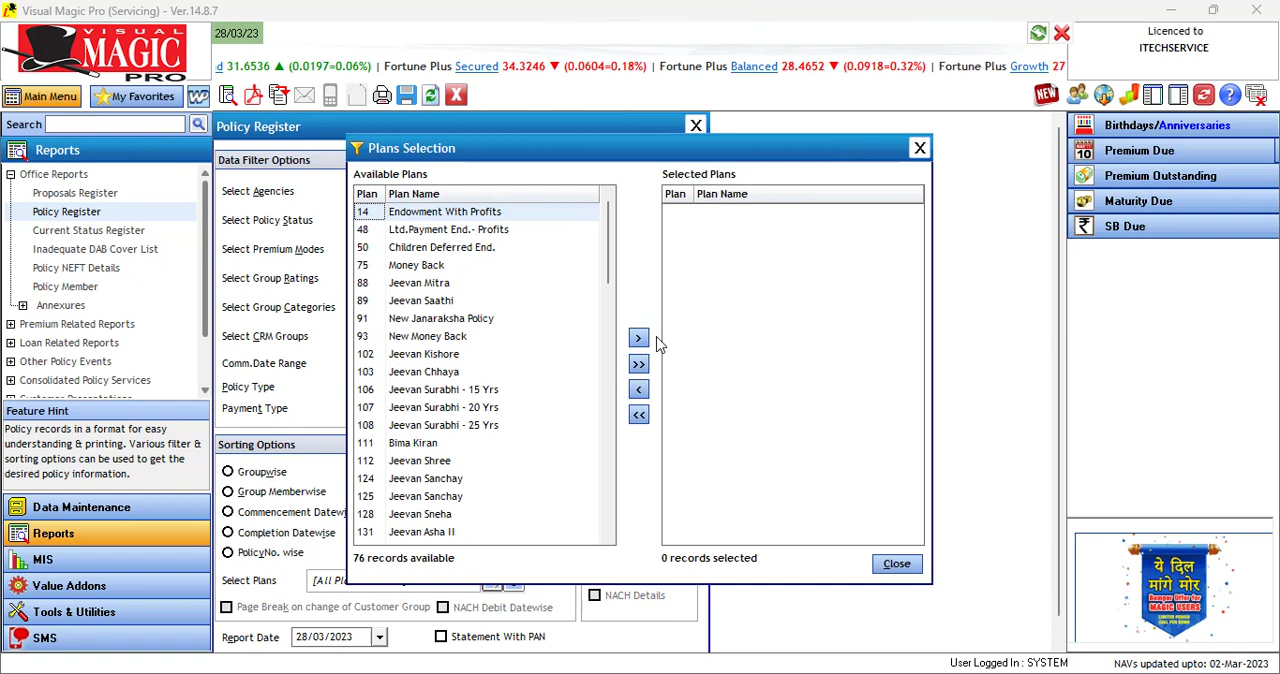 Visual Magic Pro (Servicing) - Ver.14.8.7
VISUAL
MAGIC
PRO
28/03/23
Licenced to
ITECHSERVICE
d 31.6536 ▲ (0.0197=0.06%) | Fortune Plus Secured 34.3246 ▼ (0.0604=0.18%) | Fortune Plus Balanced 28.4652 ▼ (0.0918=0.32%) | Fortune Plus Growth 27
Main Menu
My Favorites
NEW
Search
Reports
Office Reports
Proposals Register
Policy Register
Current Status Register
Inadequate DAB Cover List
Policy NEFT Details
Policy Member
Annexures
Premium Related Reports
Loan Related Reports
Other Policy Events
Consolidated Policy Services
Customer Presentations
Feature Hint
Policy records in a format for easy
understanding & printing. Various filter &
sorting options can be used to get the
desired policy information.
Data Maintenance
Reports
MIS
Value Addons
Tools & Utilities
SMS
Policy Register
X
Data Filter Options
Select Agencies
Select Policy Status
Select Premium Modes
Select Group Ratings
Select Group Categories
Select CRM Groups
Comm.Date Range
Policy Type
Payment Type
Sorting Options
Groupwise
Group Memberwise
Commencement Datew
Completion Datewise
PolicyNo. wise
Select Plans [All Pl
Page Break on change of Customer Group
NACH Debit Datewise
NACH Details
Report Date 28/03/2023
Statement With PAN
Plans Selection
X
Available Plans
Plan Plan Name
14 Endowment With Profits
48 Ltd.Payment End.- Profits
50 Children Deferred End.
75 Money Back
88 Jeevan Mitra
89 Jeevan Saathi
91 New Janaraksha Policy
93 New Money Back
102 Jeevan Kishore
103 Jeevan Chhaya
106 Jeevan Surabhi - 15 Yrs
107 Jeevan Surabhi - 20 Yrs
108 Jeevan Surabhi - 25 Yrs
111 Bima Kiran
112 Jeevan Shree
124 Jeevan Sanchay
125 Jeevan Sanchay
128 Jeevan Sneha
131 Jeevan Asha II
76 records available
>
>>
<
<<
Selected Plans
Plan Plan Name
0 records selected
Close
Birthdays/Anniversaries
10 Premium Due
Premium Outstanding
Maturity Due
₹ SB Due
ये दिल
मांगे मोर
Bumper Offer for
MAGIC USERS
User Logged In : SYSTEM
NAVs updated upto: 02-Mar-2023